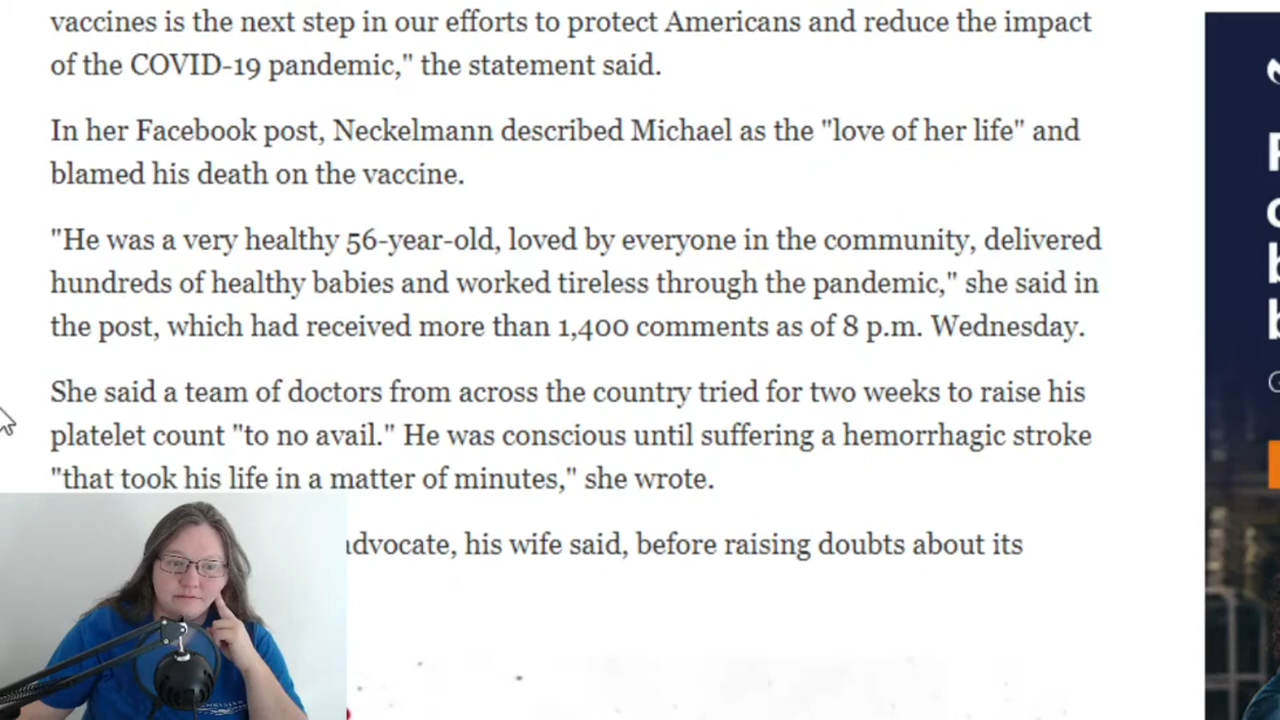 vaccines is the next step in our efforts to protect Americans and reduce the impact
of the COVID-19 pandemic," the statement said.
In her Facebook post, Neckelmann described Michael as the "love of her life" and
blamed his death on the vaccine.
"He was a very healthy 56-year-old, loved by everyone in the community, delivered
hundreds of healthy babies and worked tireless through the pandemic," she said in
the post, which had received more than 1,400 comments as of 8 p.m. Wednesday.
She said a team of doctors from across the country tried for two weeks to raise his
platelet count "to no avail." He was conscious until suffering a hemorrhagic stroke
"that took his life in a matter of minutes," she wrote.
advocate, his wife said, before raising doubts about its